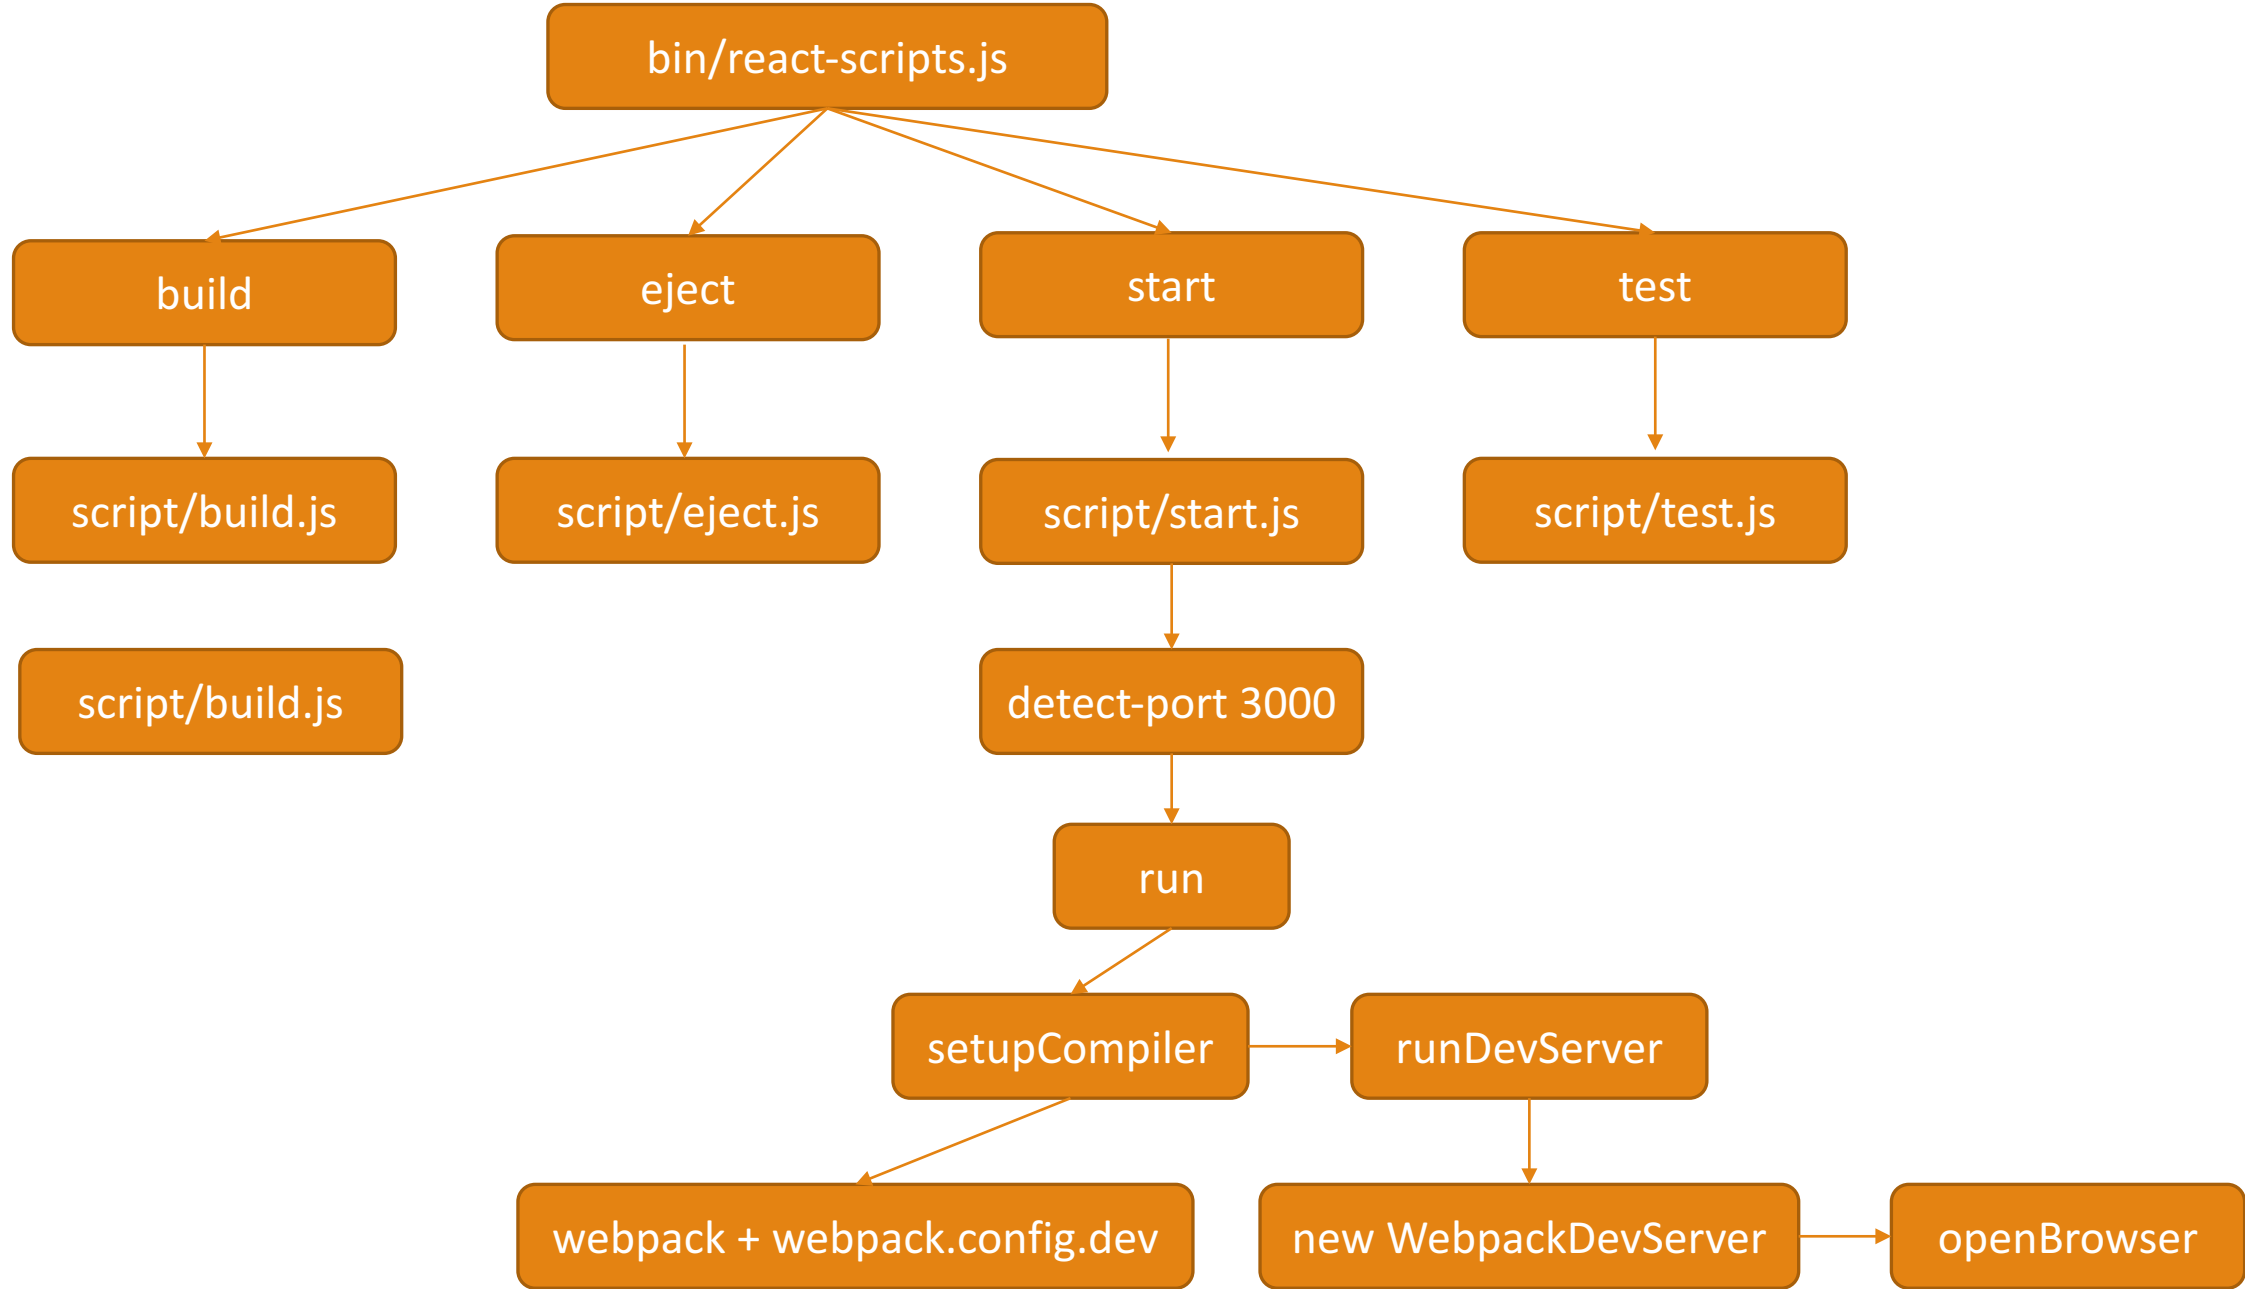 bin/react-scripts.js
build
eject
start
test
script/build.js
script/eject.js
script/start.js
script/test.js
script/build.js
detect-port 3000
run
setupCompiler
runDevServer
webpack + webpack.config.dev
new WebpackDevServer
openBrowser